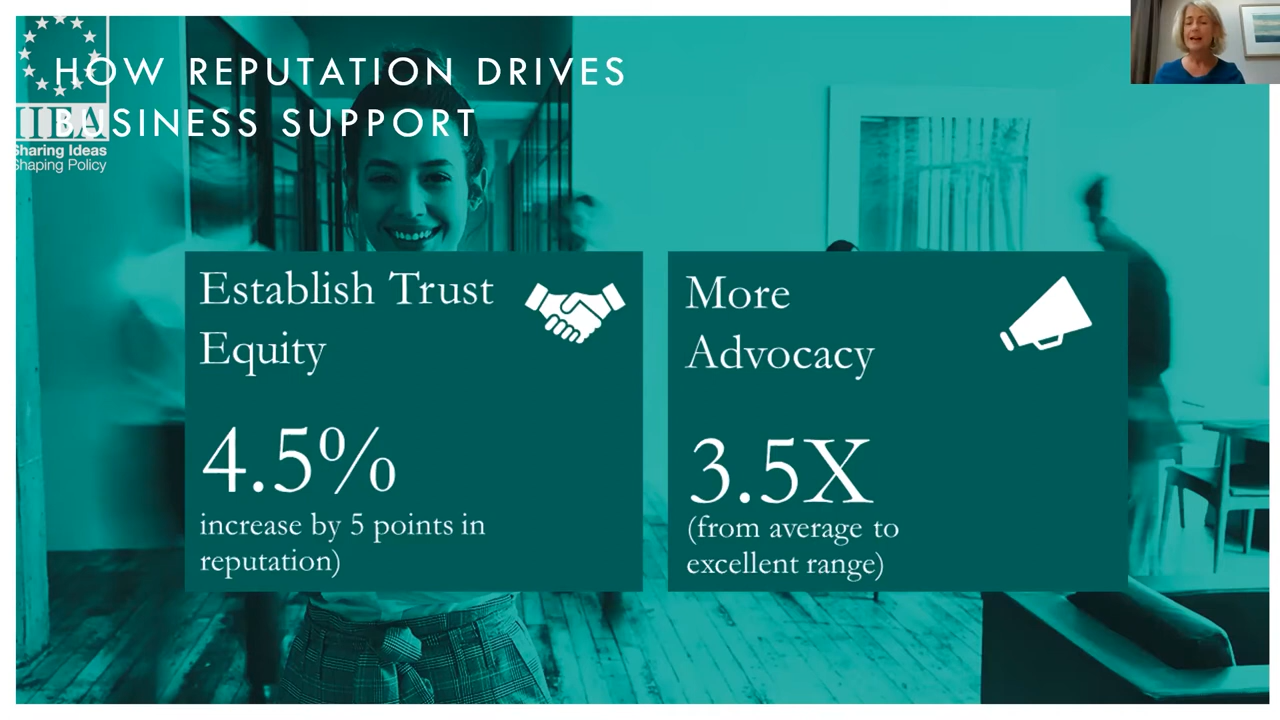 HOW REPUTATION DRIVES
BUSINESS SUPPORT
IIEA
Sharing Ideas
Shaping Policy
Establish Trust
Equity
4.5%
increase by 5 points in
reputation)
More
Advocacy
3.5X
(from average to
excellent range)